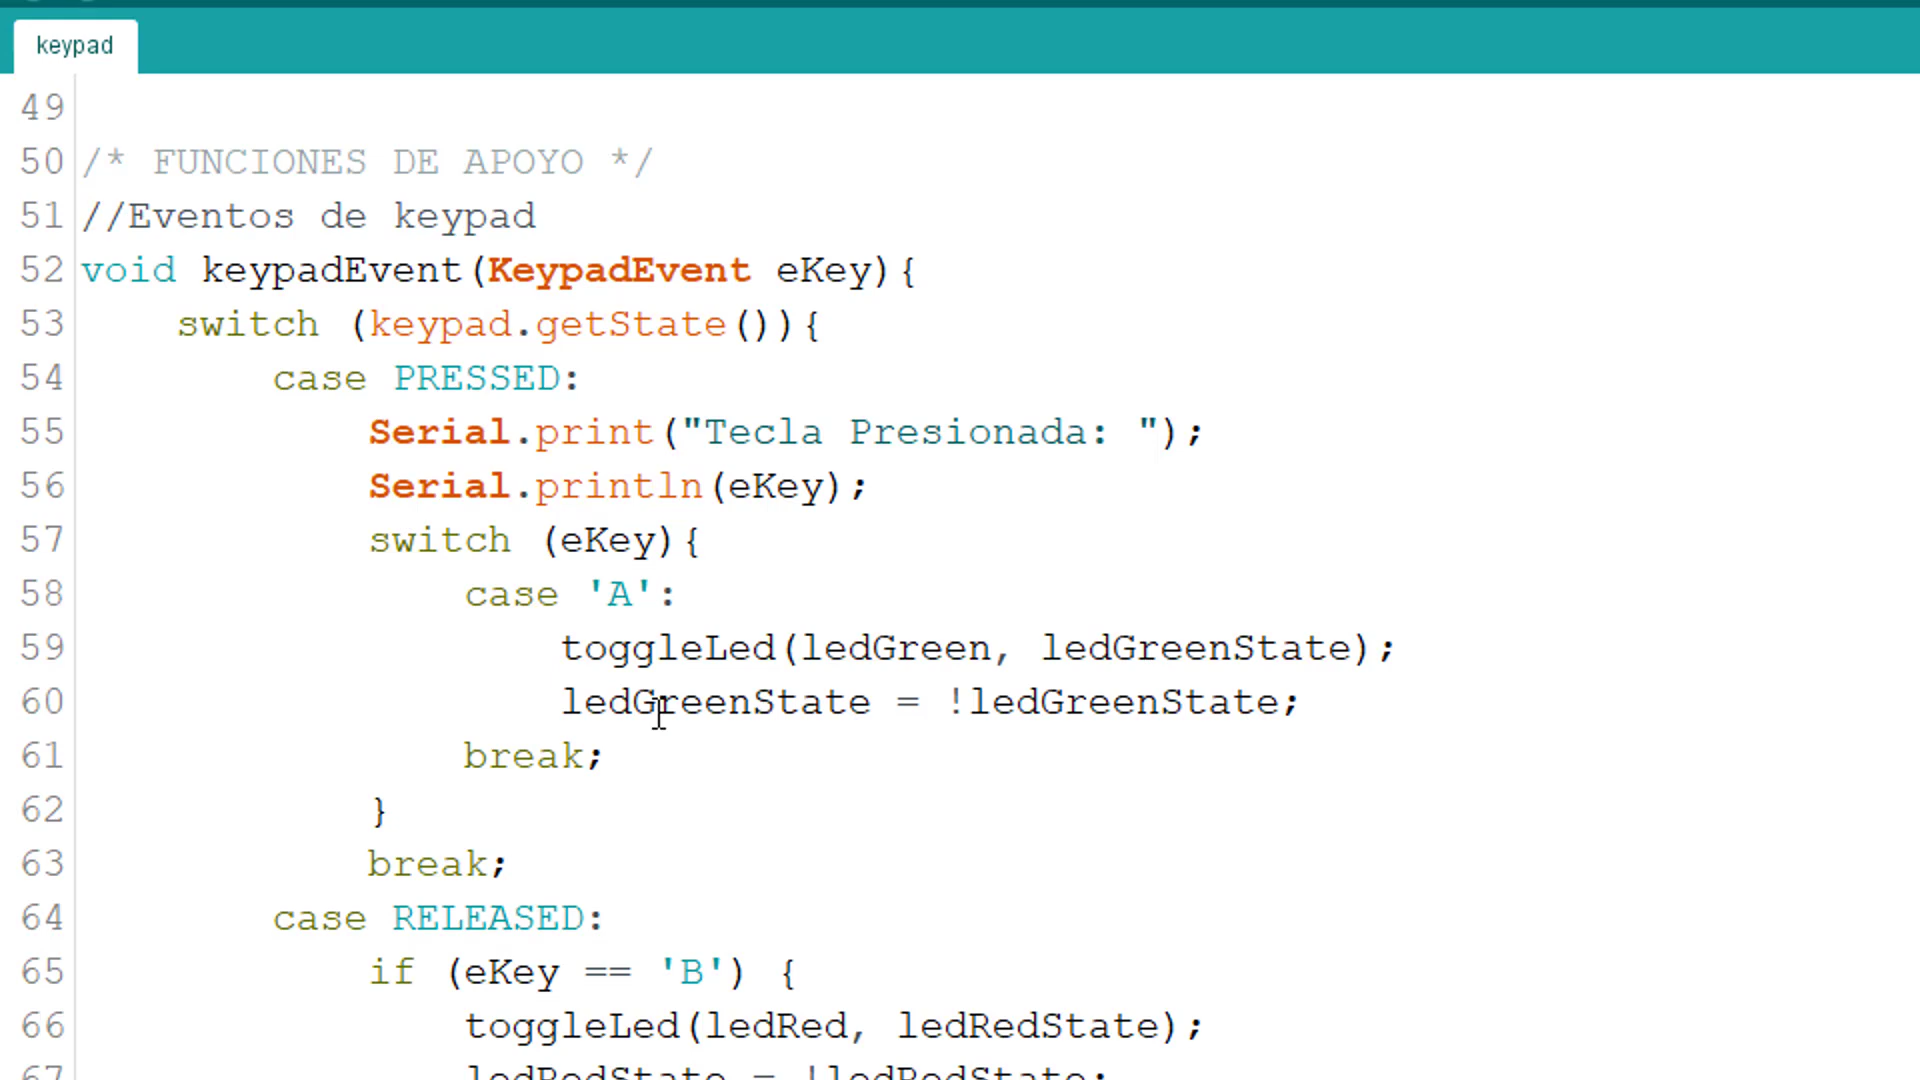 keypad
49
50 /* FUNCIONES DE APOYO */
51 //Eventos de keypad
52 void keypadEvent(KeypadEvent eKey){
53 switch (keypad.getState()){
54 case PRESSED:
55 Serial.print("Tecla Presionada: ");
56 Serial.println(eKey);
57 switch (eKey){
58 case 'A':
59 toggleLed(ledGreen, ledGreenState);
60 ledGreenState = !ledGreenState;
61 break;
62 }
63 break;
64 case RELEASED:
65 if (eKey == 'B') {
66 toggleLed(ledRed, ledRedState);
67 ledRedState = !ledRedState;